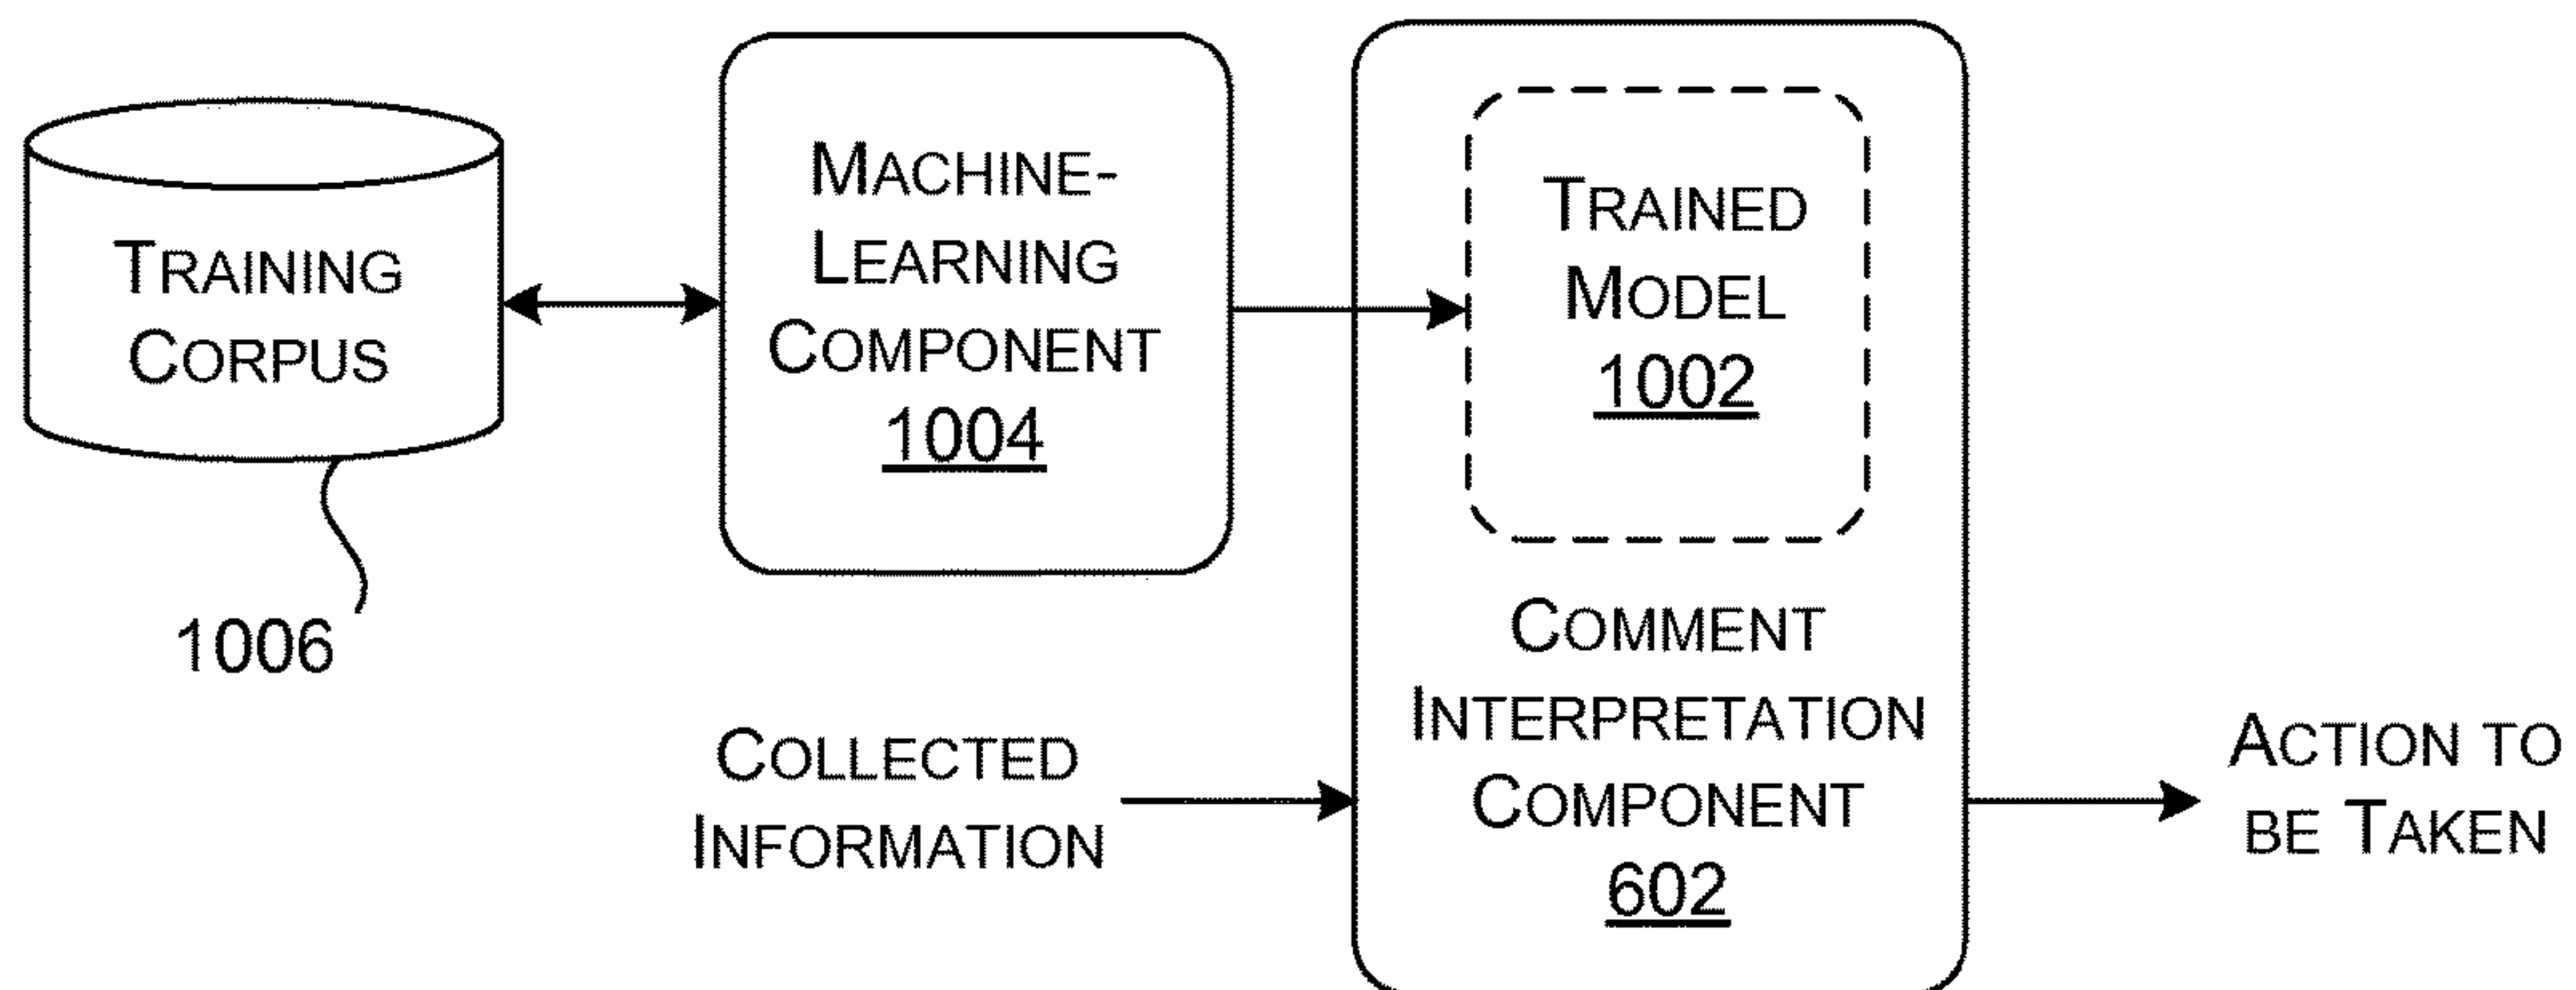 TRAINING
CORPUS
1006
MACHINE-
LEARNING
COMPONENT
1004
TRAINED
MODEL
1002
COLLECTED
INFORMATION
COMMENT
INTERPRETATION
COMPONENT
602
ACTION TO
BE TAKEN